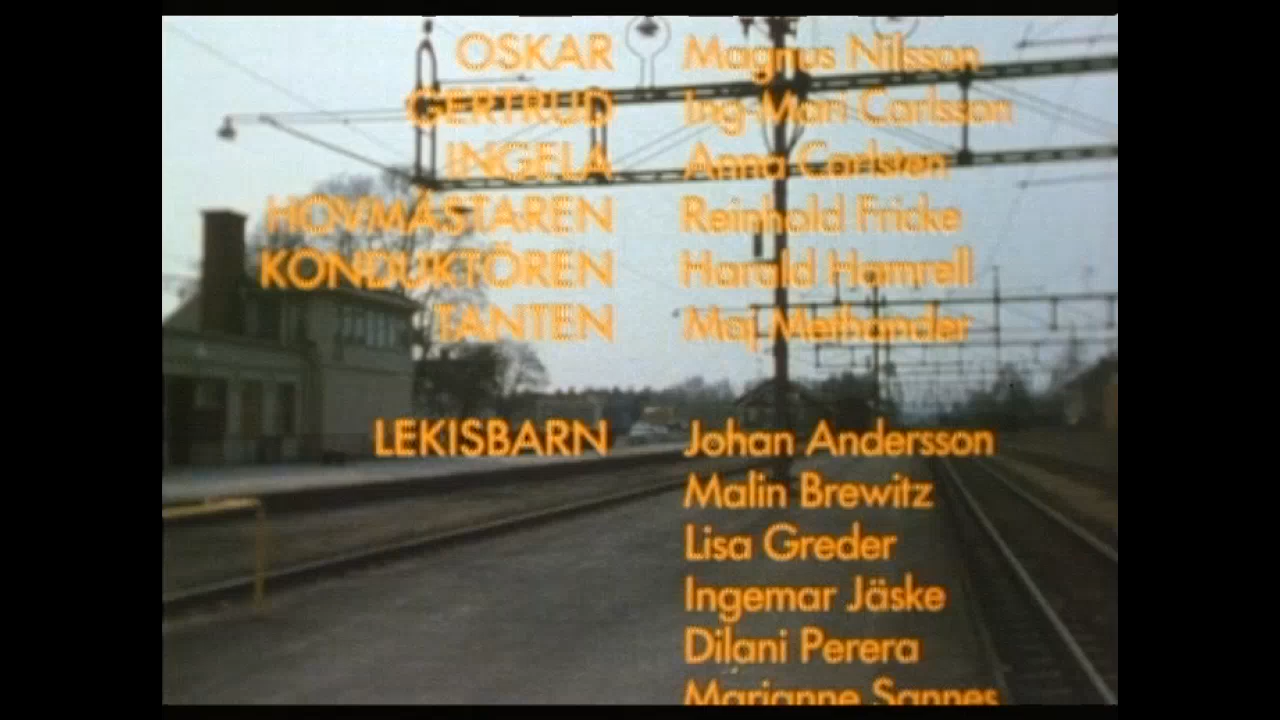 OSKAR Magnus Nilsson
GERTRUD Ing-Mari Carlsson
INGELA Anna Carlsten
HOVMÄSTAREN Reinhold Fricke
KONDUKTÖREN Harald Hamrell
TANTEN Maj Methander
LEKISBARN Johan Andersson
Malin Brewitz
Lisa Greder
Ingemar Jäske
Dilani Perera
Marianne Sannes